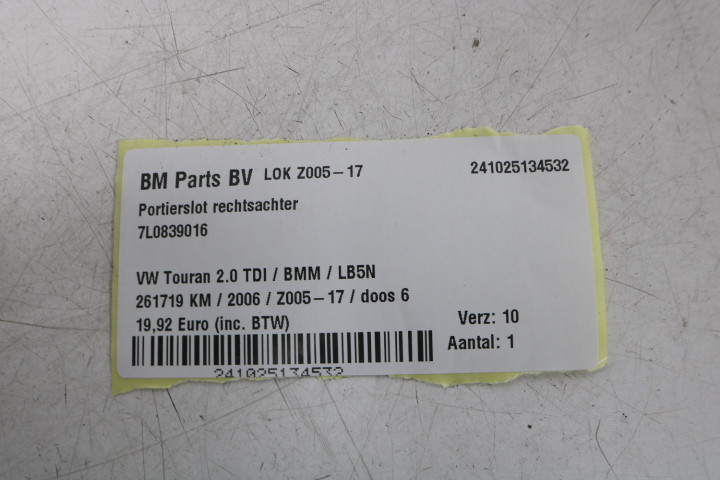 BM Parts BV LOK Z005-17 241025134532
Portierslot rechtsachter
7L0839016
VW Touran 2.0 TDI / BMM / LB5N
261719 KM / 2006 / Z005-17 / doos 6
19,92 Euro (inc. BTW) Verz: 10
Aantal: 1
241025134532